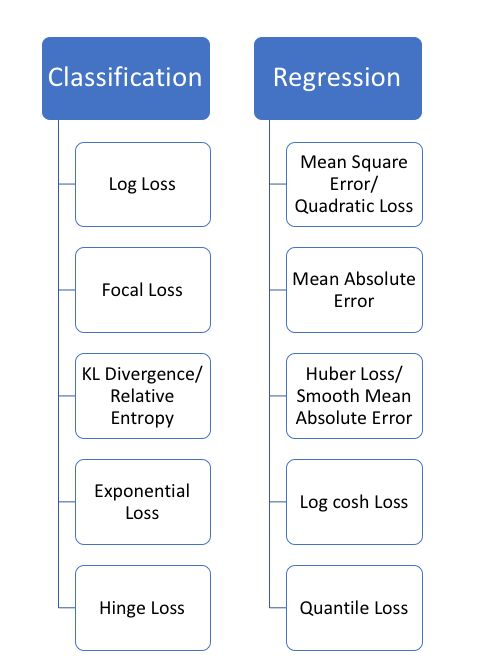 Classification
Log Loss
Focal Loss
KL Divergence/
Relative
Entropy
Exponential
Loss
Hinge Loss
Regression
Mean Square
Error/
Quadratic Loss
Mean Absolute
Error
Huber Loss/
Smooth Mean
Absolute Error
Log cosh Loss
Quantile Loss